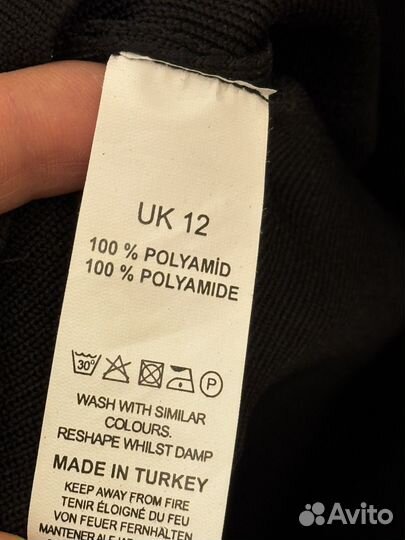 UK 12
100 % POLYAMİD
100 % POLYAMIDE
30°
P
WASH WITH SIMILAR
COLOURS.
RESHAPE WHILST DAMP
MADE IN TURKEY
KEEP AWAY FROM FIRE
TENIR ÉLOIGNÉ DU FEU
VON FEUER FERNHALTEN
Avito